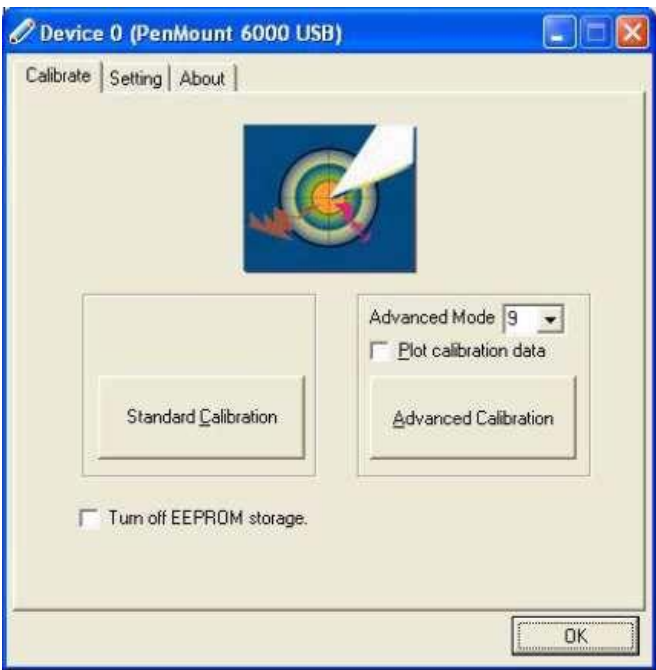 Device 0 (PenMount 6000 USB)
Calibrate Setting About
Advanced Mode 9
Plot calibration data
Standard Calibration Advanced Calibration
Turn off EEPROM storage.
OK